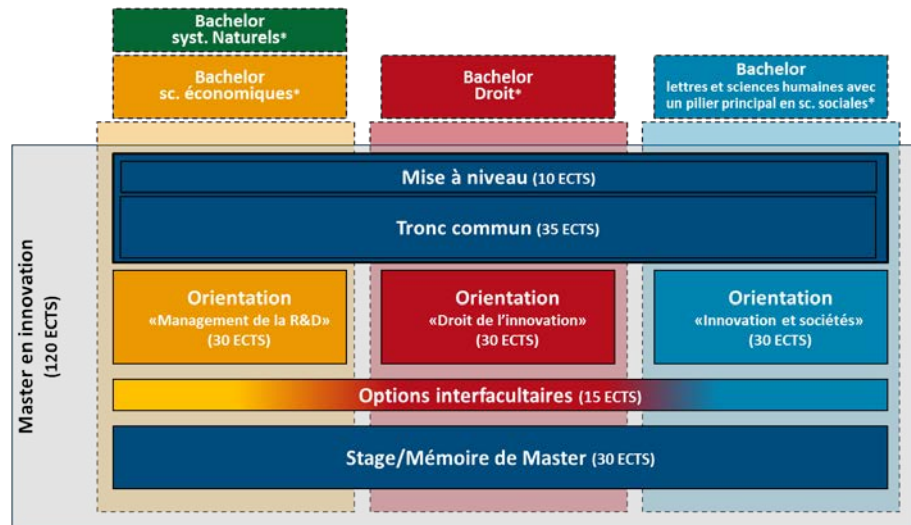 Bachelor
syst. Naturels*
Bachelor
sc. économiques*
Bachelor
Droit*
Bachelor
lettres et sciences humaines avec
un pilier principal en sc. sociales*
Master en innovation
(120 ECTS)
Mise à niveau (10 ECTS)
Tronc commun (35 ECTS)
Orientation
«Management de la R&D»
(30 ECTS)
Orientation
«Droit de l’innovation»
(30 ECTS)
Orientation
«Innovation et sociétés»
(30 ECTS)
Options interfacultaires (15 ECTS)
Stage/Mémoire de Master (30 ECTS)